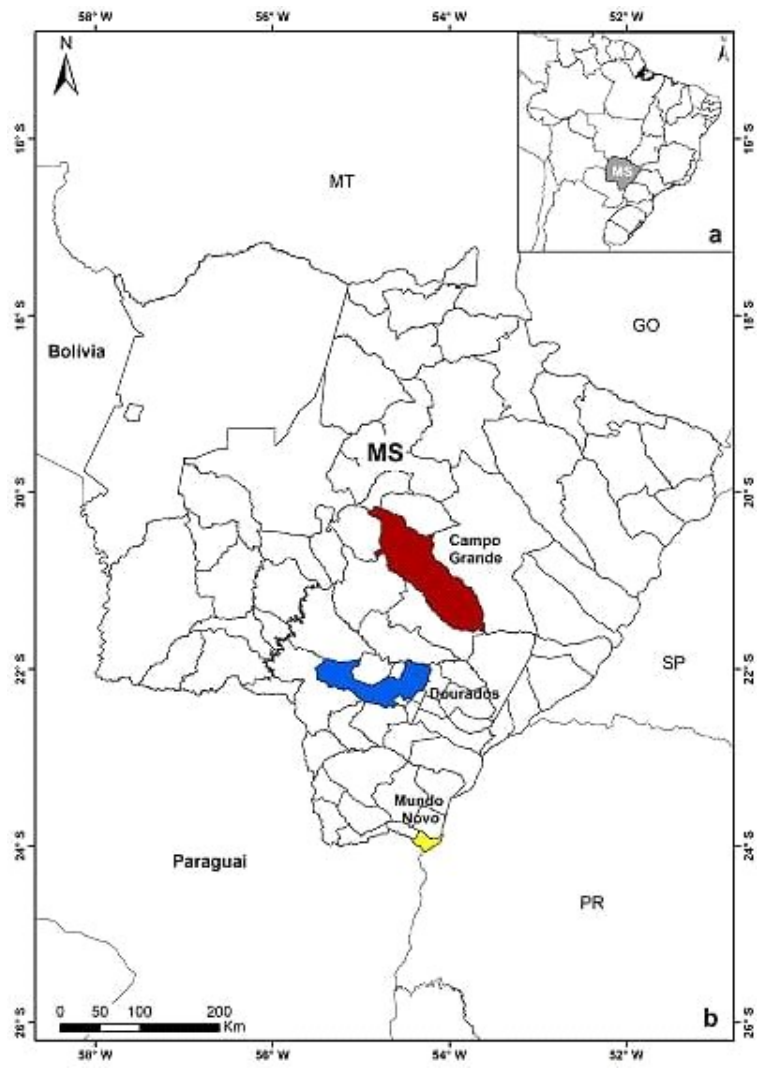 58° W 56° W 54° W 52° W
N
N
MS
a
16° S
16° S
MT
18° S
18° S
GO
Bolívia
MS
20° S
20° S
Campo
Grande
SP
22° S
22° S
Dourados
Mundo
Novo
24° S
24° S
Paraguai
PR
0 50 100 200
Km
b
26° S
26° S
58° W 56° W 54° W 52° W